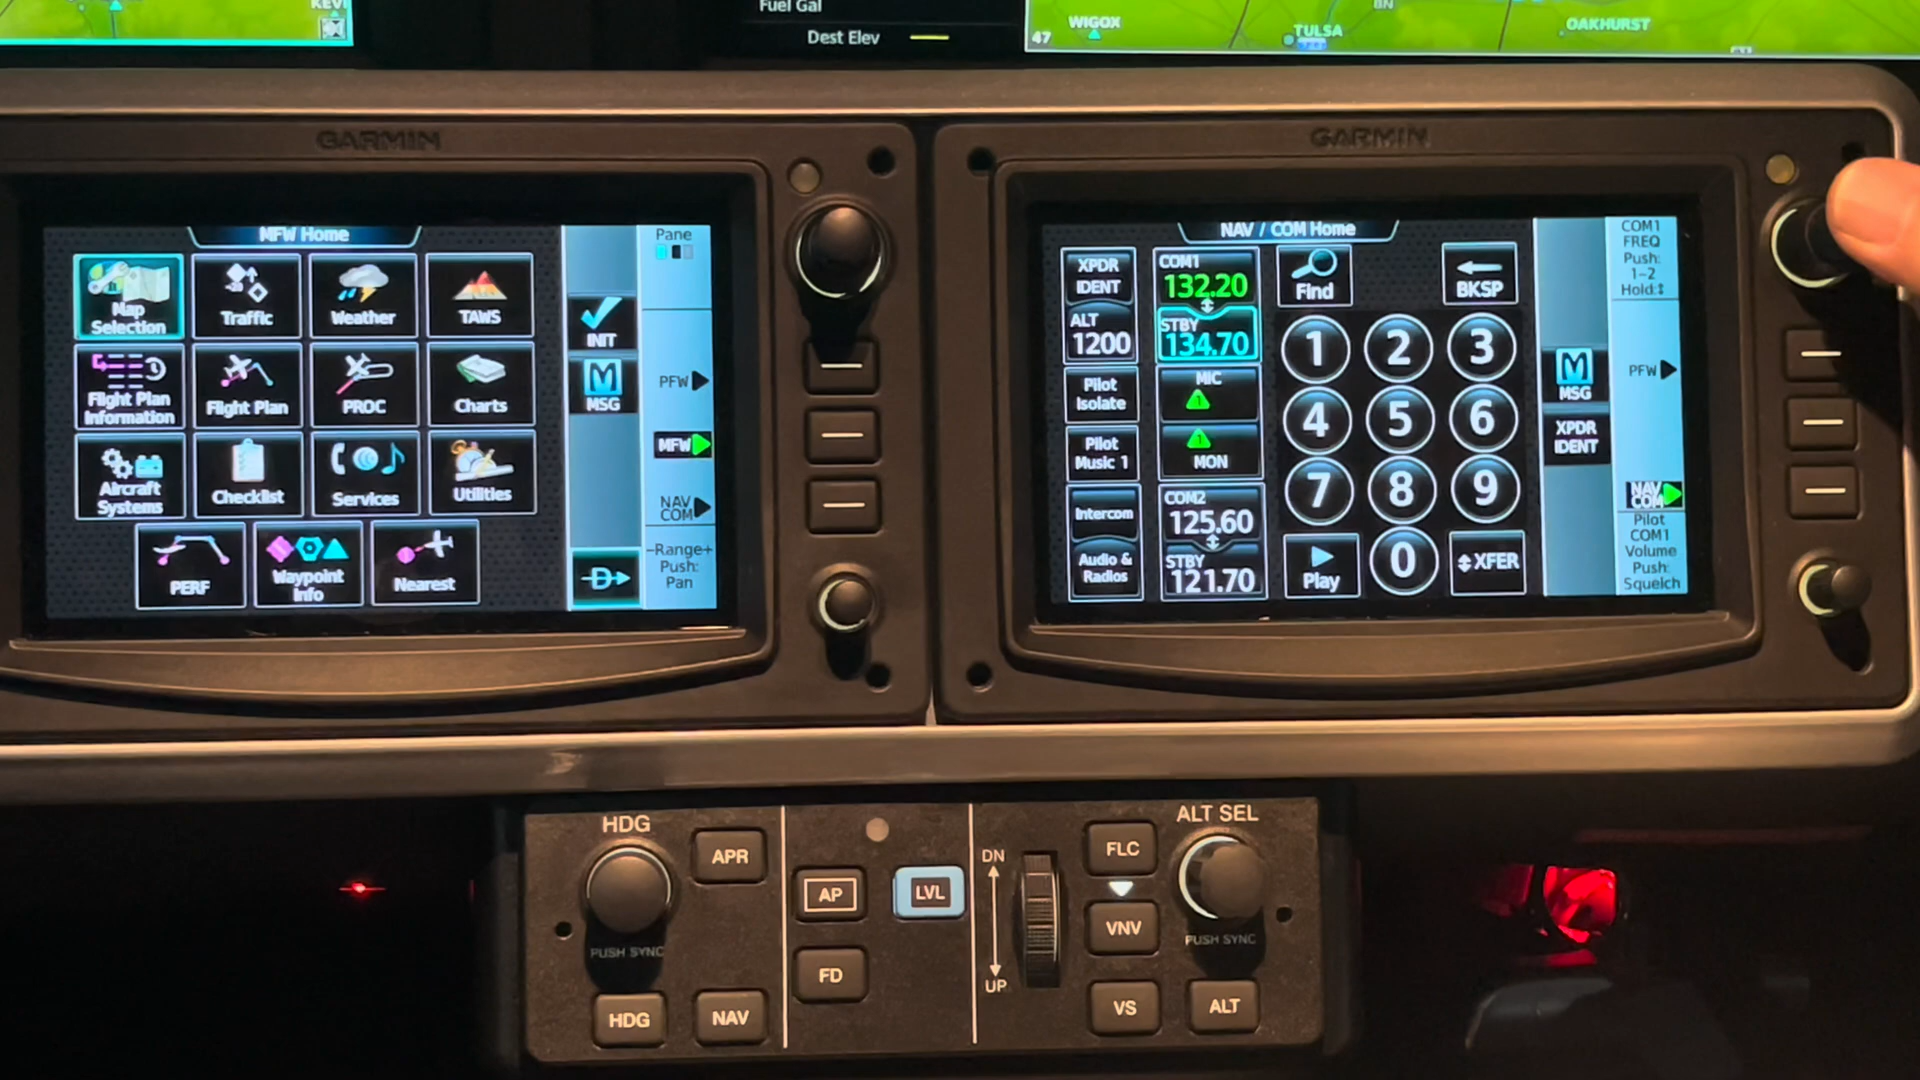 KEVI
Fuel Gal
Dest Elev
47
WIGOX
TULSA
BN
OAKHURST
GARMIN
MFW Home
Map
Selection
Traffic
Weather
TAWS
Flight Plan
Information
Flight Plan
PROC
Charts
Aircraft
Systems
Checklist
Services
Utilities
PERF
Waypoint
Info
Nearest
INIT
MSG
D
Pane
PFW
MFW
NAV
COM
-Range+
Push:
Pan
GARMIN
NAV / COM Home
XPDR
IDENT
ALT
1200
Pilot
Isolate
Pilot
Music 1
Intercom
Audio &
Radios
COM1
132.20
STBY
134.70
MIC
1
1
MON
COM2
125.60
STBY
121.70
Find
BKSP
1 2 3
4 5 6
7 8 9
Play
0
XFER
MSG
XPDR
IDENT
COM1
FREQ
Push:
1-2
Hold:↕
PFW
NAV
COM
Pilot
COM1
Volume
Push:
Squelch
HDG
PUSH SYNC
APR
HDG
NAV
AP
LVL
FD
DN
UP
FLC
VNV
VS
ALT SEL
PUSH SYNC
ALT